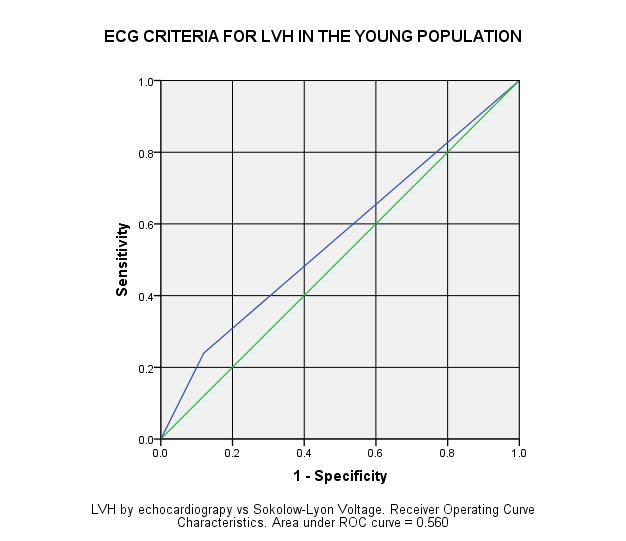 ECG CRITERIA FOR LVH IN THE YOUNG POPULATION
1.0
0.8
0.6
0.4
0.2
0.0
Sensitivity
0.0 0.2 0.4 0.6 0.8 1.0
1 - Specificity
LVH by echocardiograpy vs Sokolow-Lyon Voltage. Receiver Operating Curve
Characteristics. Area under ROC curve = 0.560